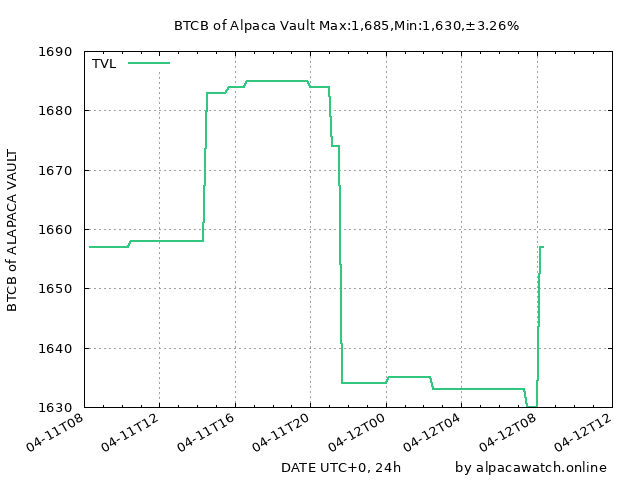 BTCB of Alpaca Vault Max:1,685,Min:1,630,±3.26%
TVL
1690
1680
1670
1660
1650
1640
1630
BTCB of ALAPACA VAULT
04-11T08
04-11T12
04-11T16
04-11T20
04-12T00
04-12T04
04-12T08
04-12T12
DATE UTC+0, 24h
by alpacawatch.online